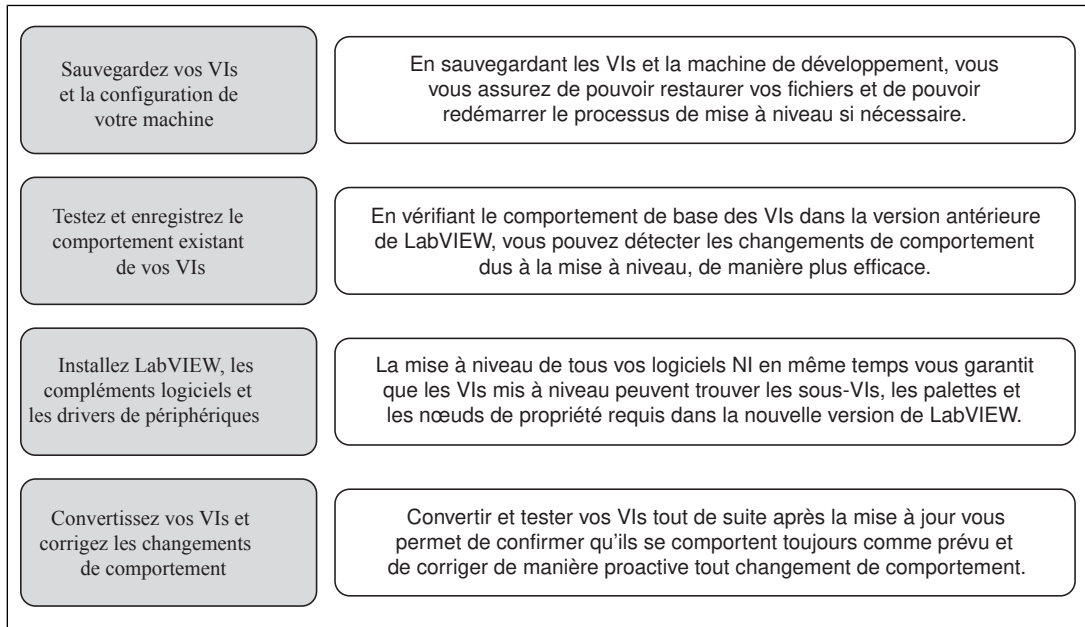 Sauvegardez vos VIs
et la configuration de
votre machine
En sauvegardant les VIs et la machine de développement, vous
vous assurez de pouvoir restaurer vos fichiers et de pouvoir
redémarrer le processus de mise à niveau si nécessaire.
Testez et enregistrez le
comportement existant
de vos VIs
En vérifiant le comportement de base des VIs dans la version antérieure
de LabVIEW, vous pouvez détecter les changements de comportement
dus à la mise à niveau, de manière plus efficace.
Installez LabVIEW, les
compléments logiciels et
les drivers de périphériques
La mise à niveau de tous vos logiciels NI en même temps vous garantit
que les VIs mis à niveau peuvent trouver les sous-VIs, les palettes et
les nœuds de propriété requis dans la nouvelle version de LabVIEW.
Convertissez vos VIs et
corrigez les changements
de comportement
Convertir et tester vos VIs tout de suite après la mise à jour vous
permet de confirmer qu'ils se comportent toujours comme prévu et
de corriger de manière proactive tout changement de comportement.